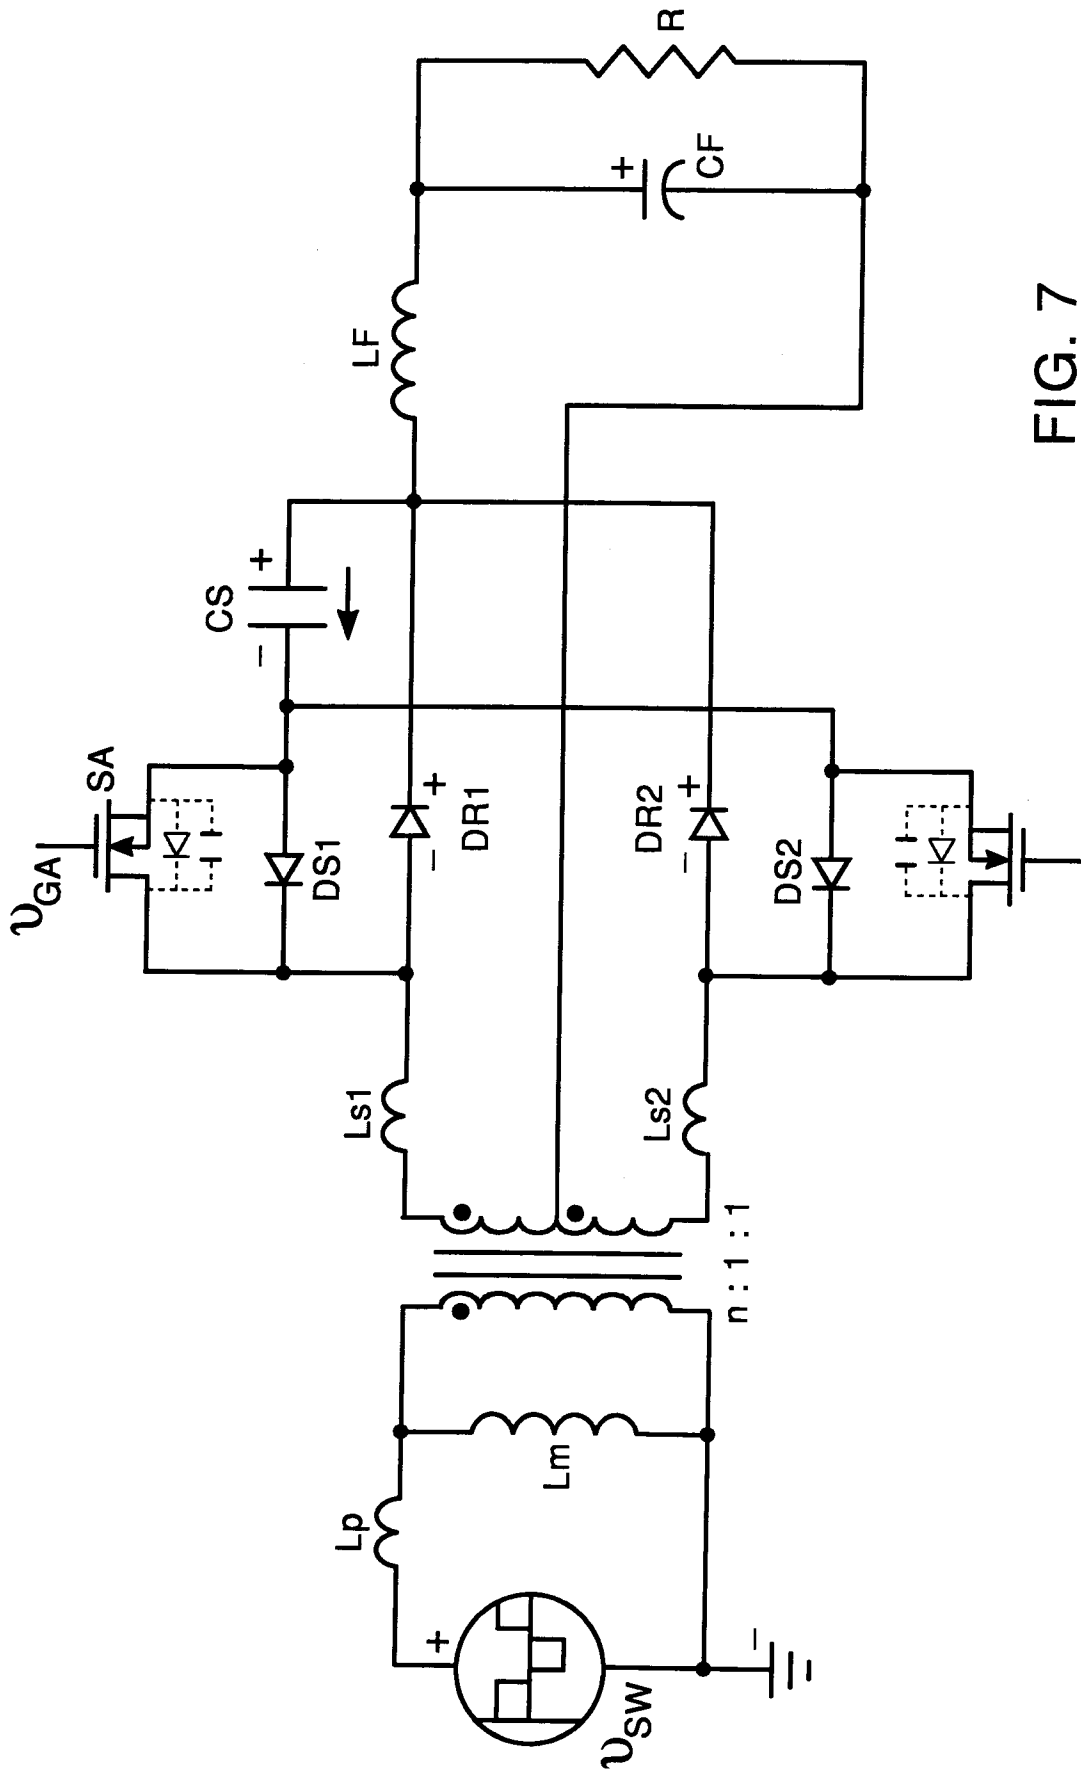 υGA
SA
CS
+
−
DS1
DR1
+
−
DR2
+
−
DS2
LF
CF
+
R
Ls1
Ls2
n : 1 : 1
Lp
Lm
+
−
υSW
FIG. 7